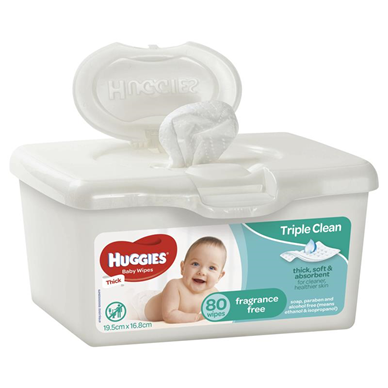 HUGGIES
HUGGIES
Baby Wipes
Thick
19.5cm x 16.8cm
80
wipes
fragrance
free
Triple Clean
thick, soft &
absorbent
for cleaner,
healthier skin
soap, paraben and
alcohol free (means
ethanol & isopropanol)